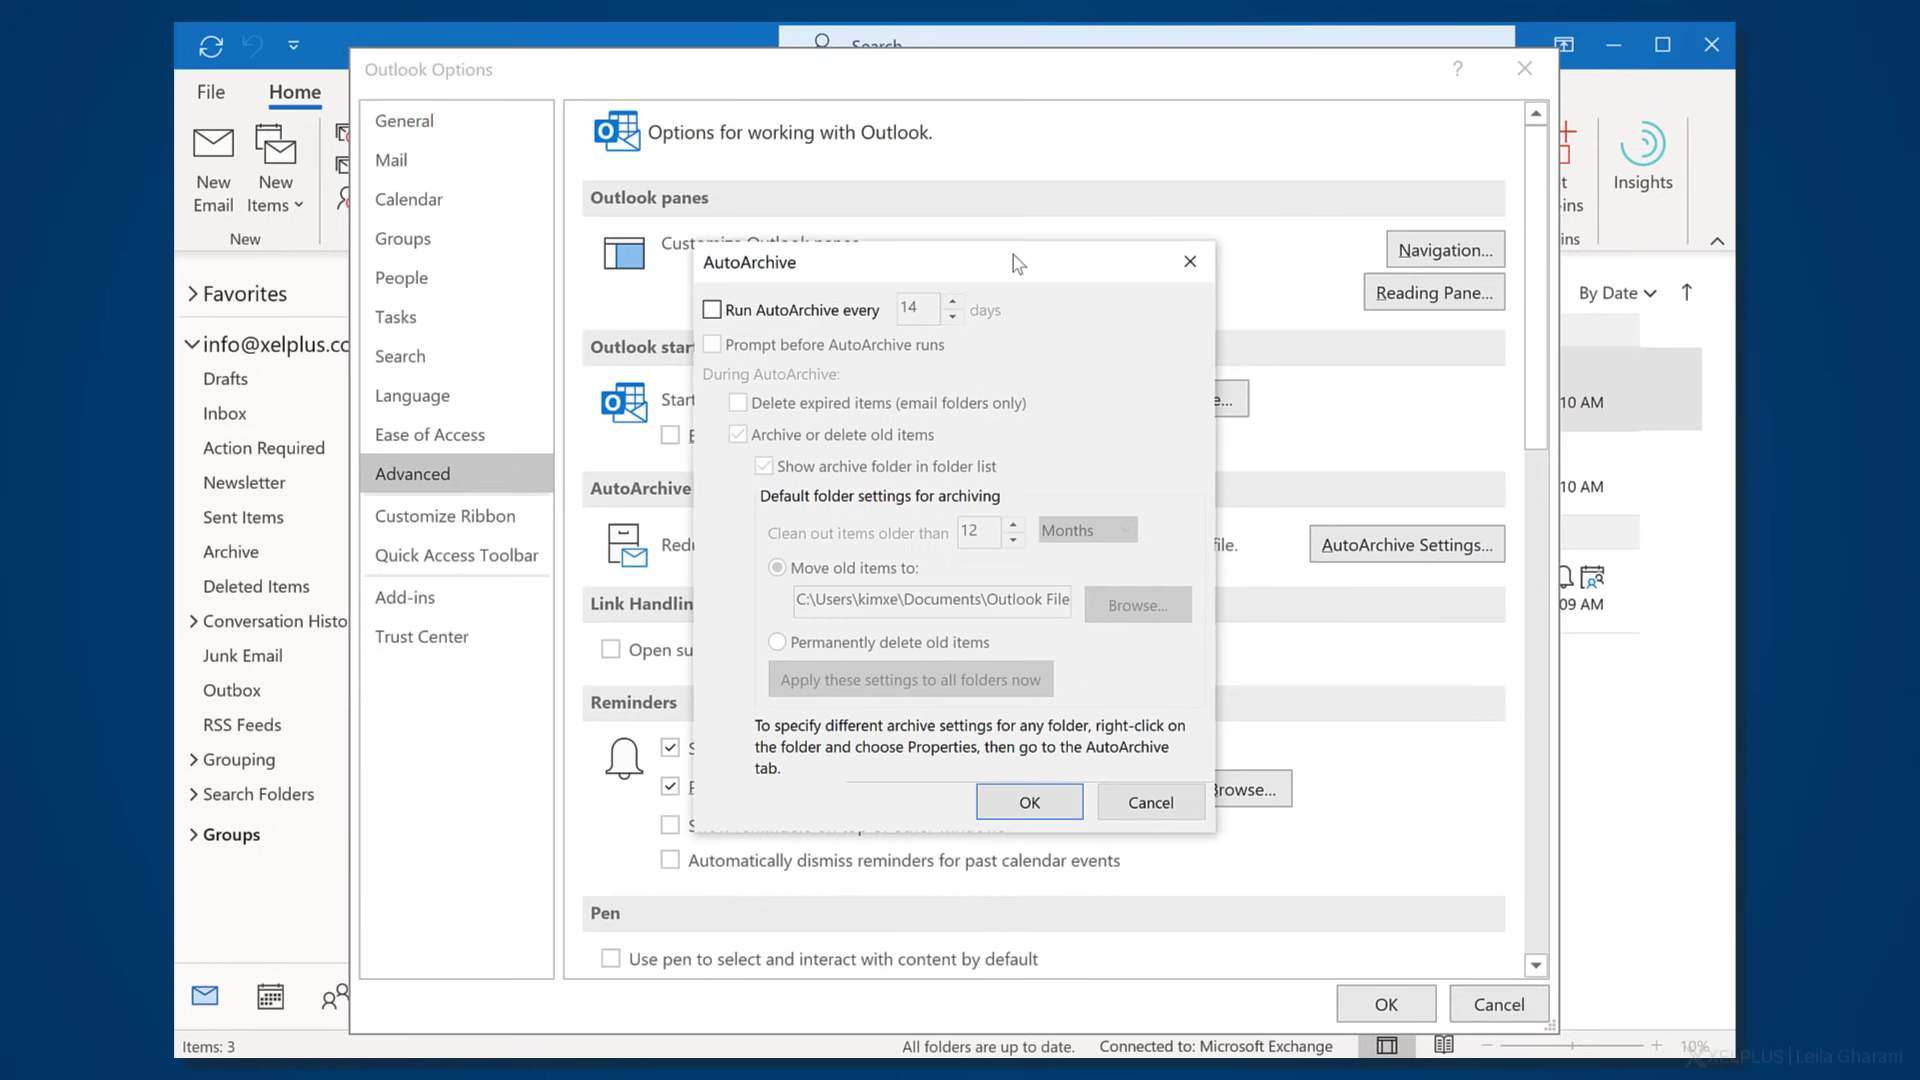 Search
Outlook Options
?
File
Home
New
Email
New
Items
New
Insights
ins
ins
General
Mail
Calendar
Groups
People
Tasks
Search
Language
Ease of Access
Advanced
Customize Ribbon
Quick Access Toolbar
Add-ins
Trust Center
Favorites
info@xelplus.co
Drafts
Inbox
Action Required
Newsletter
Sent Items
Archive
Deleted Items
Conversation Histo
Junk Email
Outbox
RSS Feeds
Grouping
Search Folders
Groups
Options for working with Outlook.
Outlook panes
Navigation...
Reading Pane...
Outlook star
Start
e...
AutoArchive
Redu
file.
AutoArchive Settings...
Link Handlin
Open su
Reminders
Browse...
Automatically dismiss reminders for past calendar events
Pen
Use pen to select and interact with content by default
OK
Cancel
AutoArchive
Run AutoArchive every 14 days
Prompt before AutoArchive runs
During AutoArchive:
Delete expired items (email folders only)
Archive or delete old items
Show archive folder in folder list
Default folder settings for archiving
Clean out items older than 12 Months
Move old items to:
C:\Users\kimxe\Documents\Outlook File
Browse...
Permanently delete old items
Apply these settings to all folders now
To specify different archive settings for any folder, right-click on
the folder and choose Properties, then go to the AutoArchive
tab.
OK
Cancel
By Date
10 AM
10 AM
09 AM
Items: 3
All folders are up to date.
Connected to: Microsoft Exchange
10%
XELPLUS | Leila Gharani